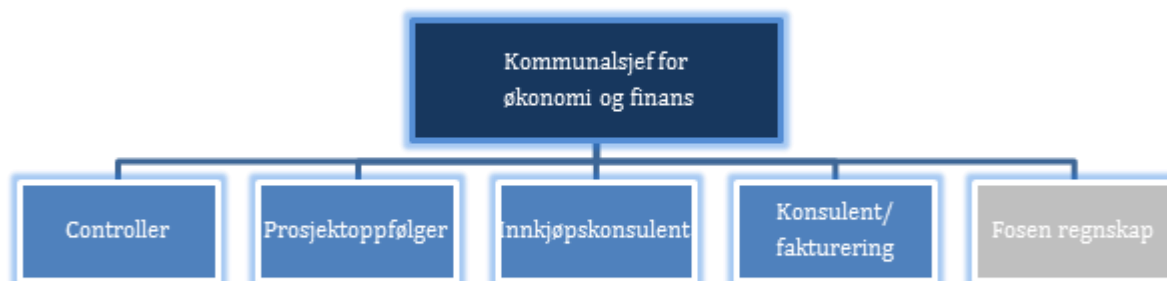 Kommunalsjef for
økonomi og finans
Controller
Prosjektoppfølger
Innkjøpskonsulent
Konsulent/
fakturering
Fosen regnskap